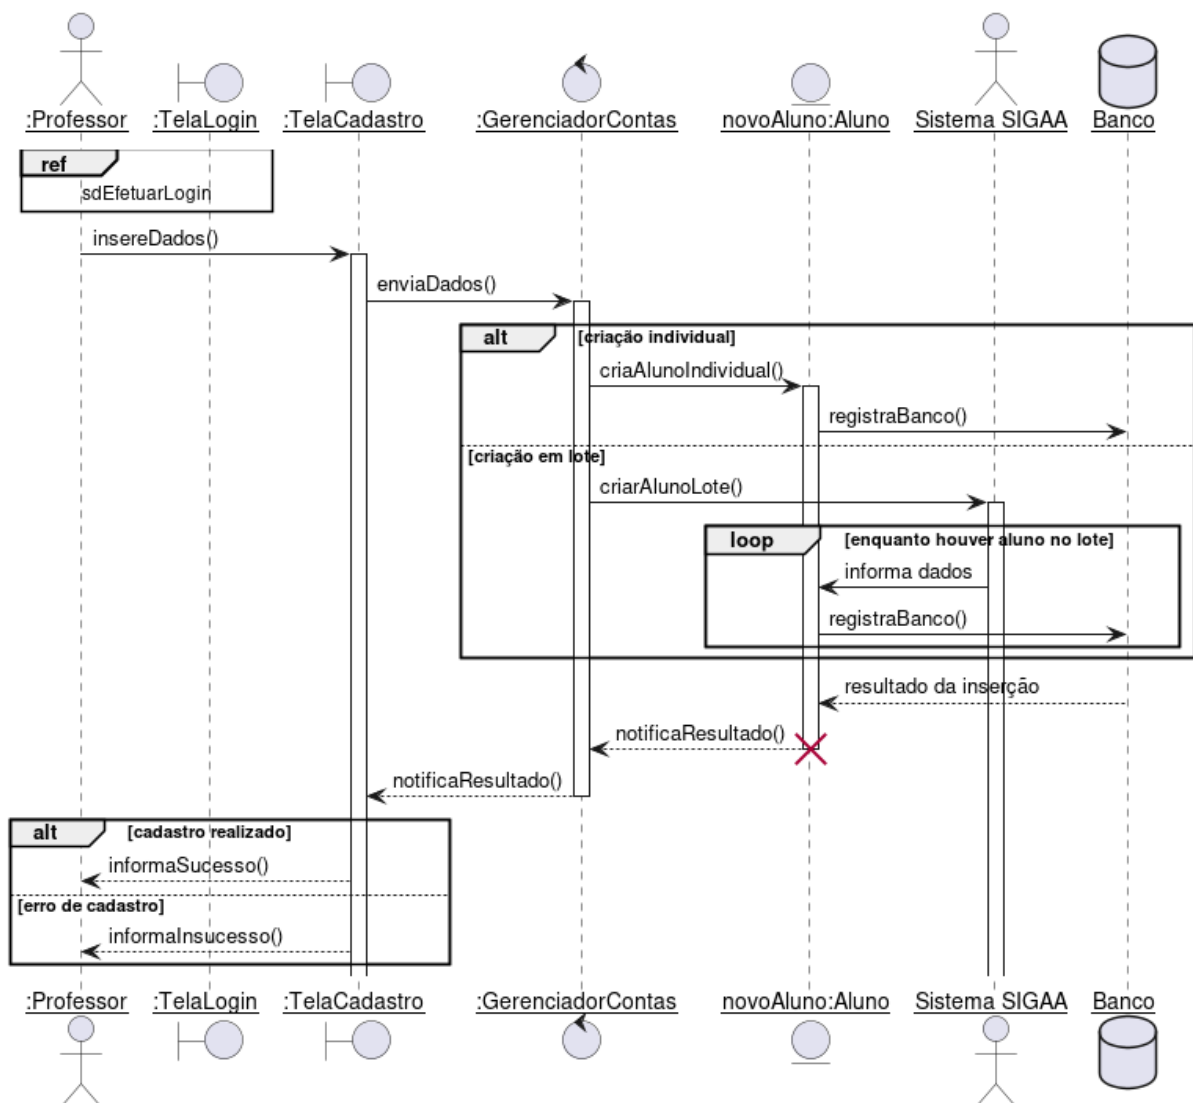 :Professor
:TelaLogin
:TelaCadastro
:GerenciadorContas
novoAluno:Aluno
Sistema SIGAA
Banco
ref
sdEfetuarLogin
insereDados()
enviaDados()
alt [criação individual]
criaAlunoIndividual()
registraBanco()
[criação em lote]
criarAlunoLote()
loop [enquanto houver aluno no lote]
informa dados
registraBanco()
resultado da inserção
notificaResultado()
notificaResultado()
alt [cadastro realizado]
informaSucesso()
[erro de cadastro]
informaInsucesso()
:Professor
:TelaLogin
:TelaCadastro
:GerenciadorContas
novoAluno:Aluno
Sistema SIGAA
Banco